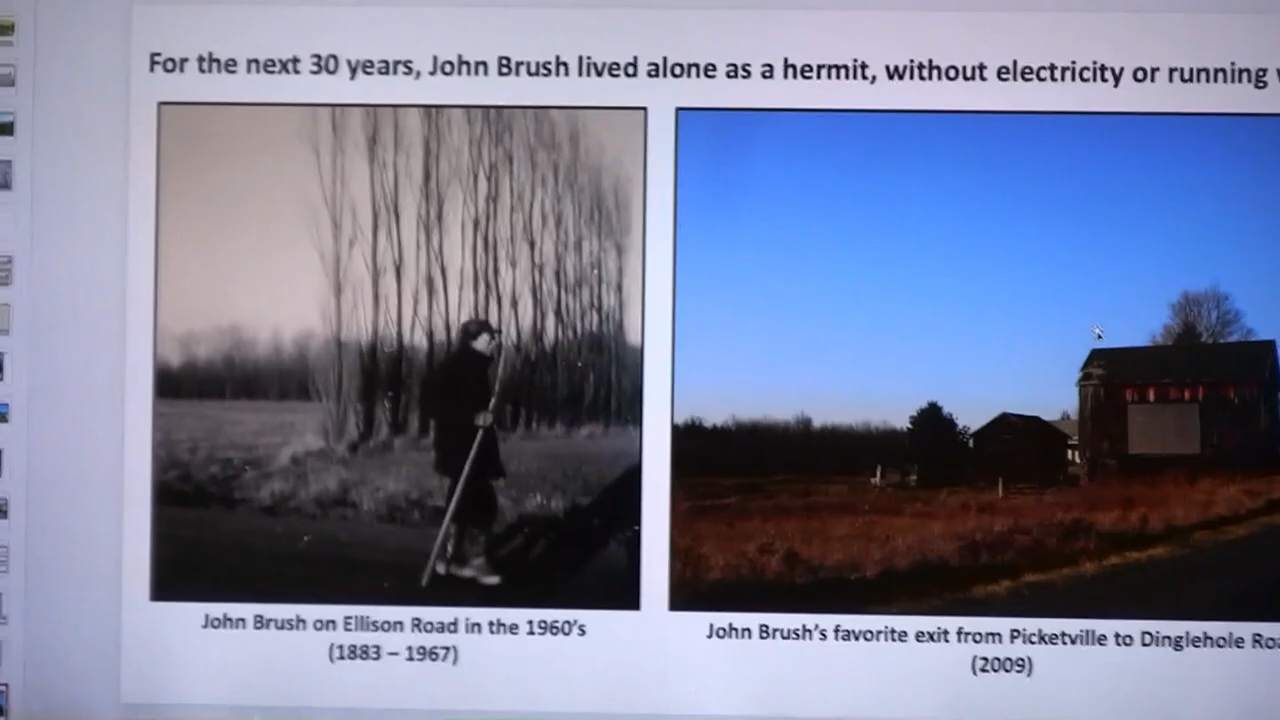 For the next 30 years, John Brush lived alone as a hermit, without electricity or running
John Brush on Ellison Road in the 1960's
(1883 – 1967)
John Brush's favorite exit from Picketville to Dinglehole
(2009)